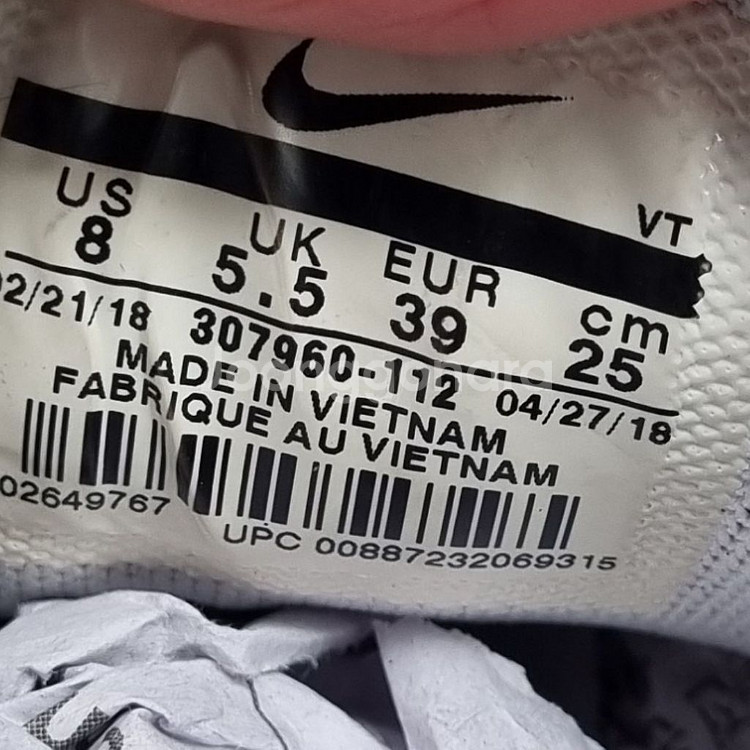 VT
US UK EUR cm
8 5.5 39 25
02/21/18 307960 112 04/27/18
MADE IN VIETNAM
FABRIQUE AU VIETNAM
02649767
UPC 00887232069315